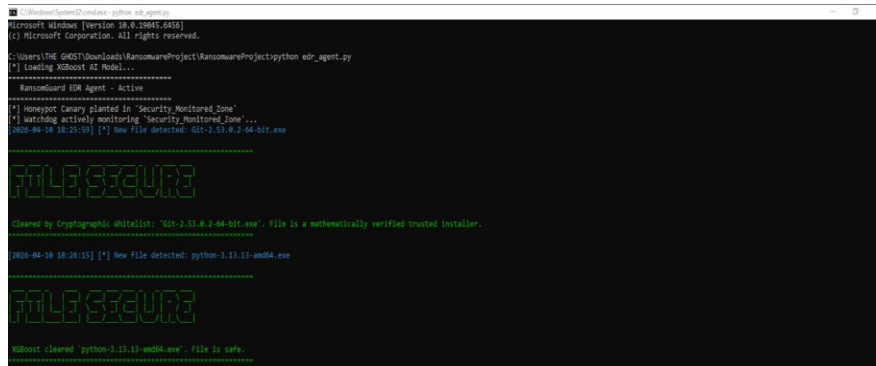 C:\Windows\System32\cmd.exe - python edr_agent.py
Microsoft Windows [Version 10.0.19045.6456]
(c) Microsoft Corporation. All rights reserved.
C:\Users\THE GHOST\Downloads\RansomwareProject\RansomwareProject>python edr_agent.py
[*] Loading XGBoost AI Model...
========================================
RansomGuard EDR Agent - Active
========================================
[*] Honeypot Canary planted in 'Security_Monitored_Zone'
[*] Watchdog actively monitoring 'Security_Monitored_Zone'...
[2026-04-10 18:25:59] [*] New file detected: Git-2.53.0.2-64-bit.exe
============================================================
FILE SECURE
Cleared by Cryptographic Whitelist: 'Git-2.53.0.2-64-bit.exe'. File is a mathematically verified trusted installer.
============================================================
[2026-04-10 18:26:15] [*] New file detected: python-3.13.13-amd64.exe
============================================================
FILE SECURE
XGBoost cleared 'python-3.13.13-amd64.exe'. File is safe.
============================================================